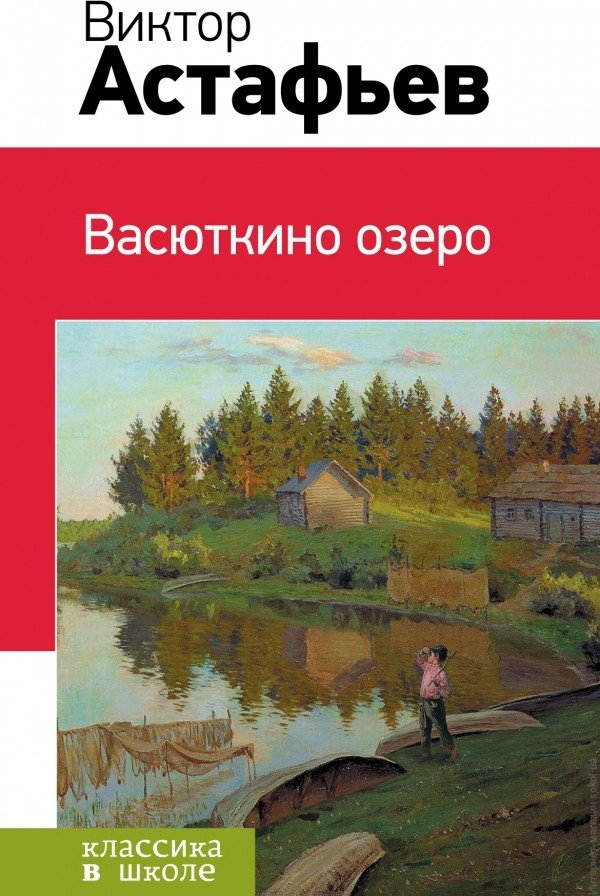 Виктор
Астафьев
Васюткино озеро
классика
в школе